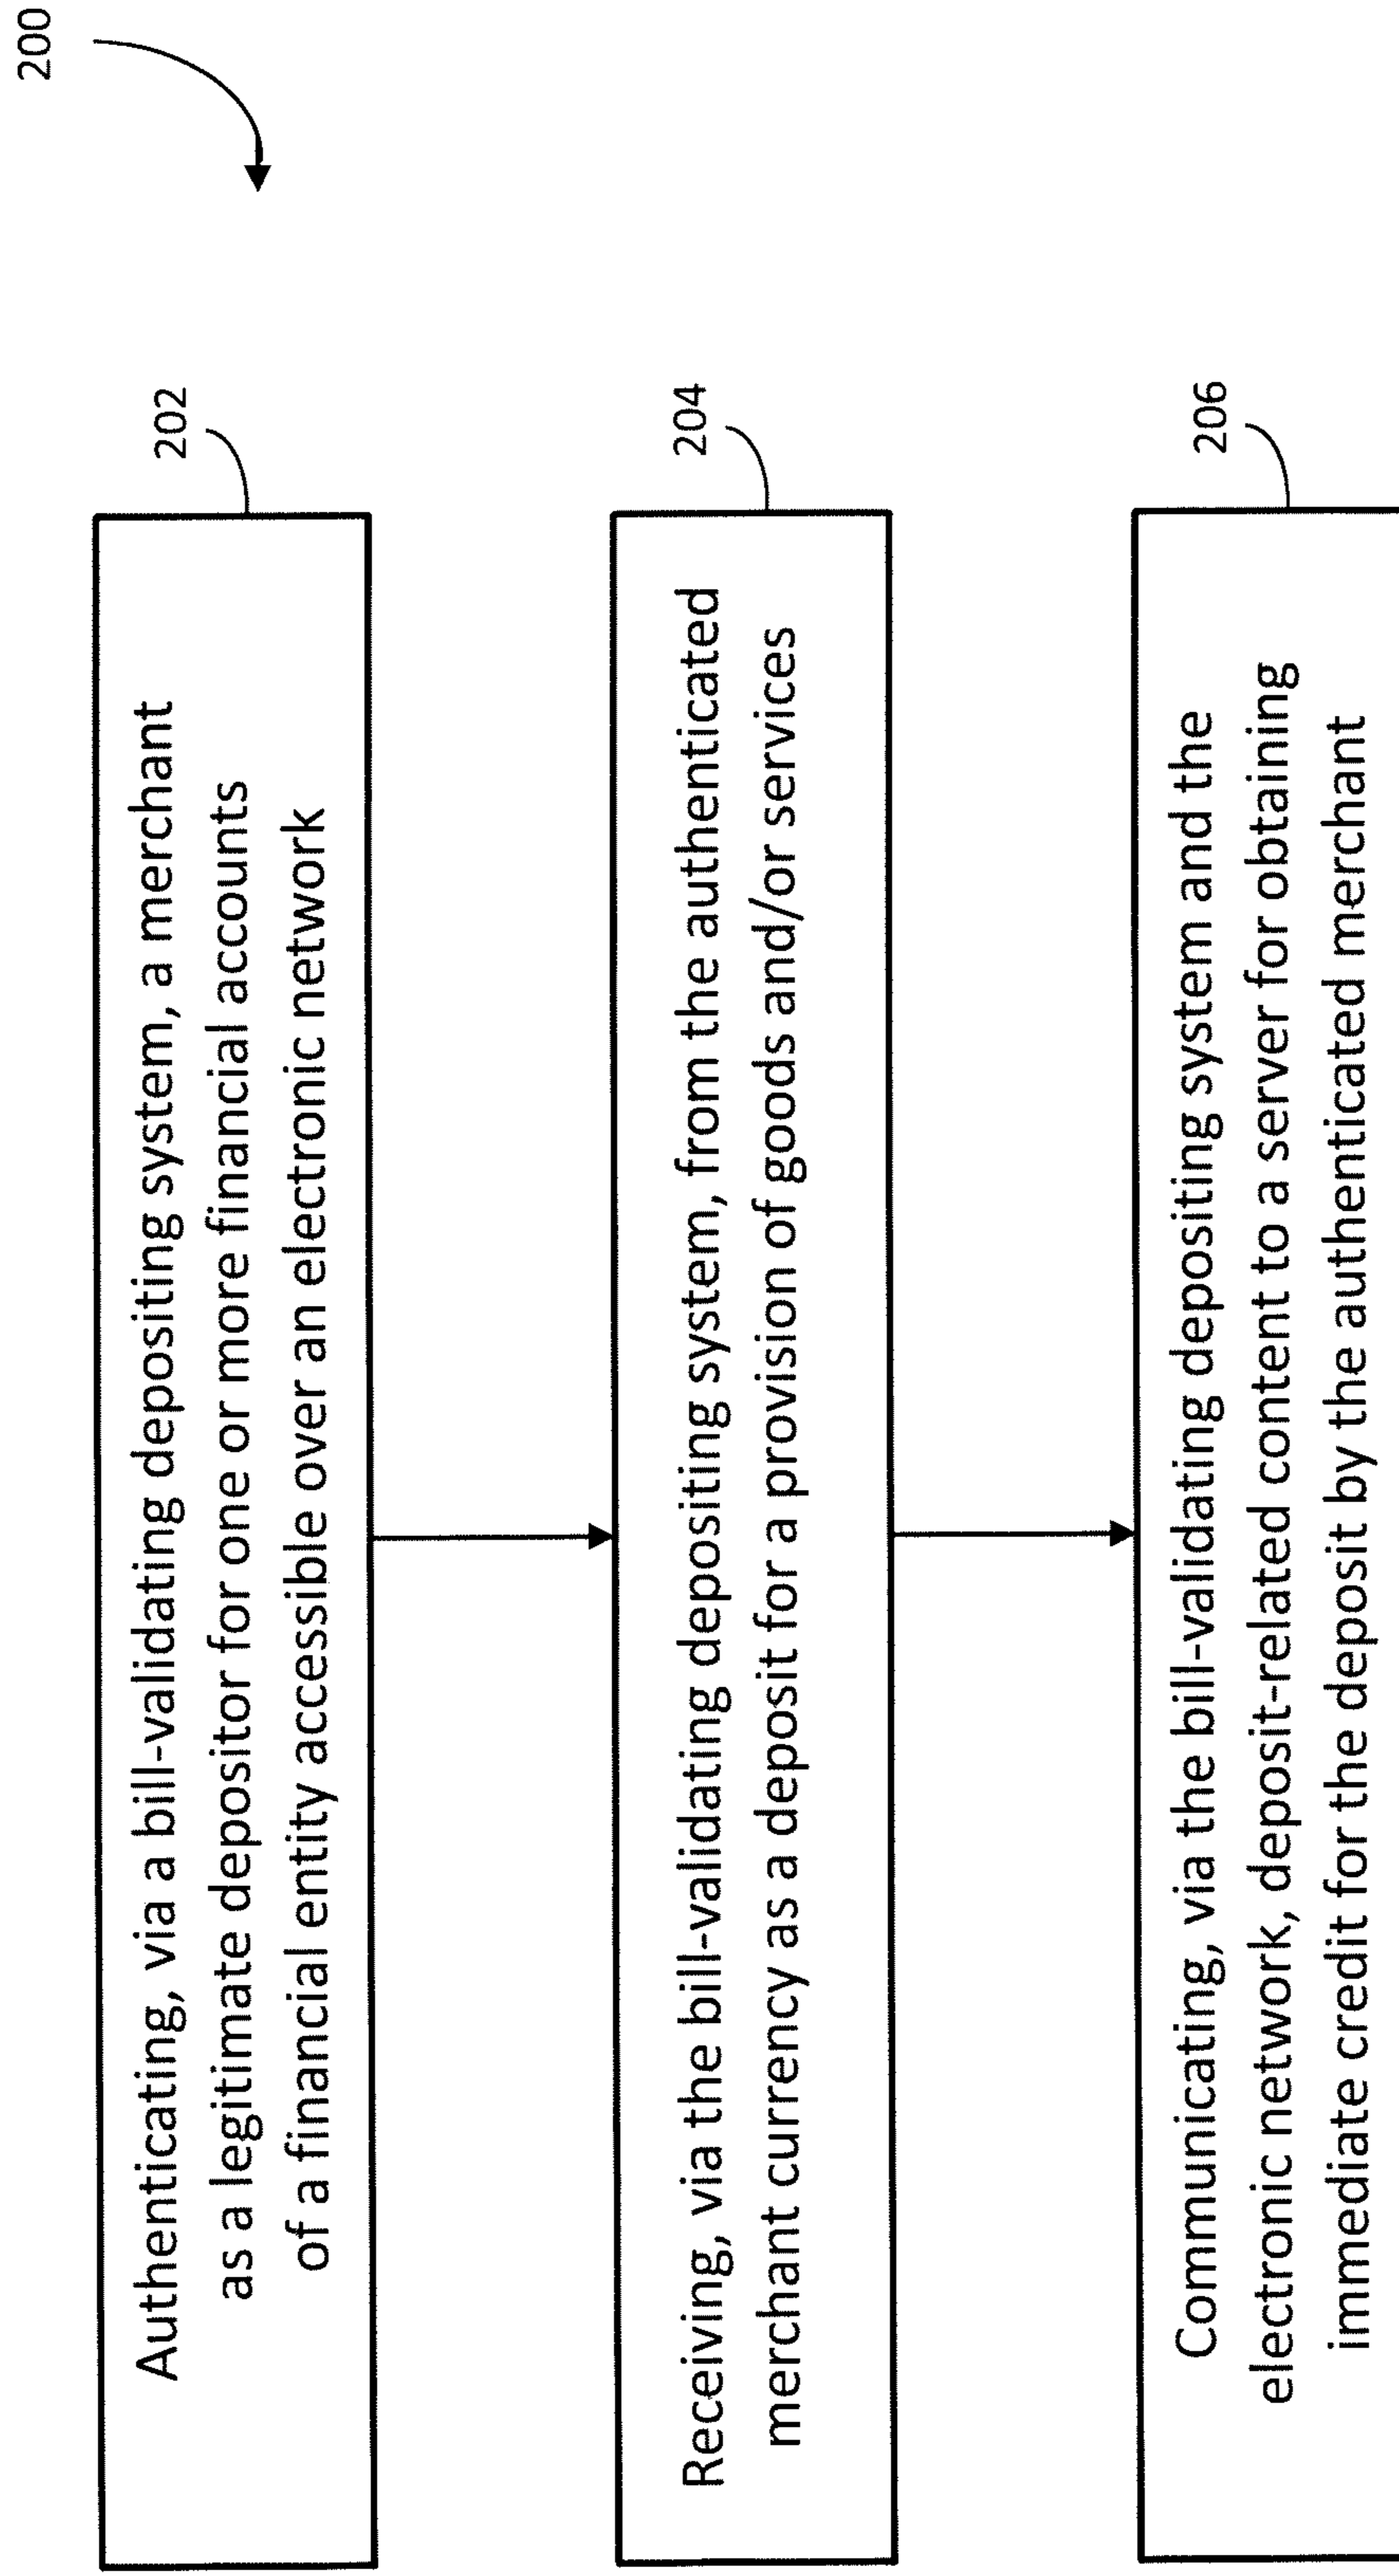 200
202
Authenticating, via a bill-validating depositing system, a merchant
as a legitimate depositor for one or more financial accounts
of a financial entity accessible over an electronic network
204
Receiving, via the bill-validating depositing system, from the authenticated
merchant currency as a deposit for a provision of goods and/or services
206
Communicating, via the bill-validating depositing system and the
electronic network, deposit-related content to a server for obtaining
immediate credit for the deposit by the authenticated merchant